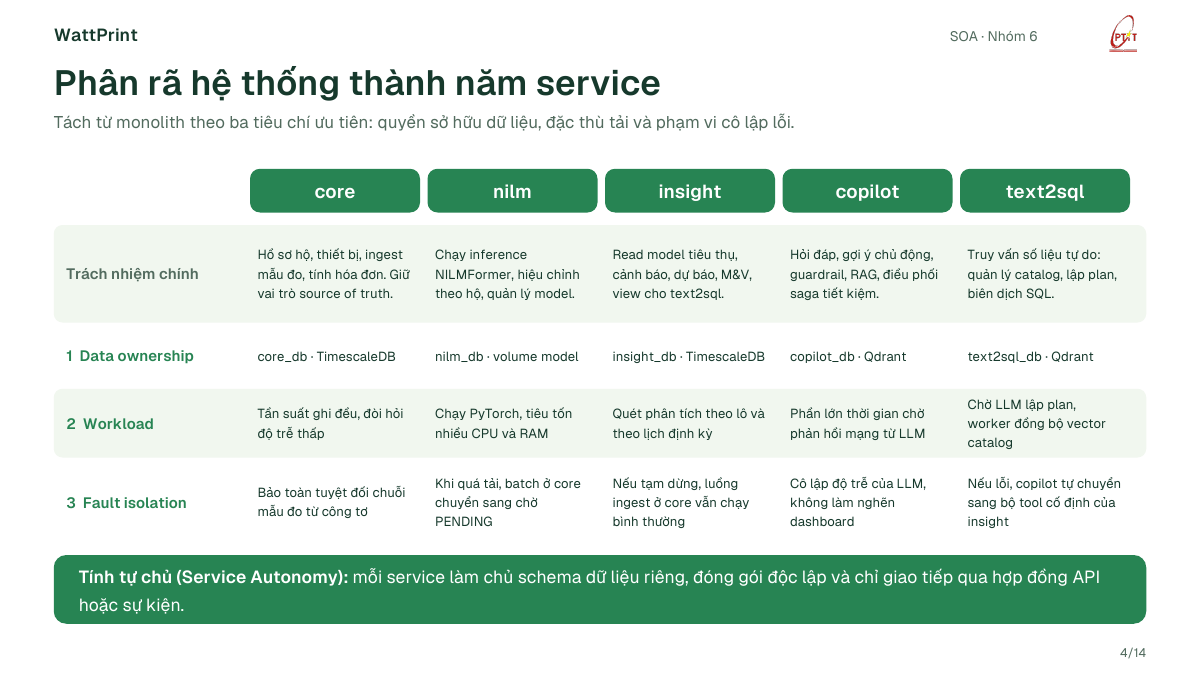 WattPrint
SOA · Nhóm 6
PTIT
Phân rã hệ thống thành năm service
Tách từ monolith theo ba tiêu chí ưu tiên: quyền sở hữu dữ liệu, đặc thù tải và phạm vi cô lập lỗi.
core
nilm
insight
copilot
text2sql
Trách nhiệm chính
Hồ sơ hộ, thiết bị, ingest
mẫu đo, tính hóa đơn. Giữ
vai trò source of truth.
Chạy inference
NILMFormer, hiệu chỉnh
theo hộ, quản lý model.
Read model tiêu thụ,
cảnh báo, dự báo, M&V,
view cho text2sql.
Hỏi đáp, gợi ý chủ động,
guardrail, RAG, điều phối
saga tiết kiệm.
Truy vấn số liệu tự do:
quản lý catalog, lập plan,
biên dịch SQL.
1 Data ownership
core_db · TimescaleDB
nilm_db · volume model
insight_db · TimescaleDB
copilot_db · Qdrant
text2sql_db · Qdrant
2 Workload
Tần suất ghi đều, đòi hỏi
độ trễ thấp
Chạy PyTorch, tiêu tốn
nhiều CPU và RAM
Quét phân tích theo lô và
theo lịch định kỳ
Phần lớn thời gian chờ
phản hồi mạng từ LLM
Chờ LLM lập plan,
worker đồng bộ vector
catalog
3 Fault isolation
Bảo toàn tuyệt đối chuỗi
mẫu đo từ công tơ
Khi quá tải, batch ở core
chuyển sang chờ
PENDING
Nếu tạm dừng, luồng
ingest ở core vẫn chạy
bình thường
Cô lập độ trễ của LLM,
không làm nghẽn
dashboard
Nếu lỗi, copilot tự chuyển
sang bộ tool cố định của
insight
Tính tự chủ (Service Autonomy): mỗi service làm chủ schema dữ liệu riêng, đóng gói độc lập và chỉ giao tiếp qua hợp đồng API
hoặc sự kiện.
4/14